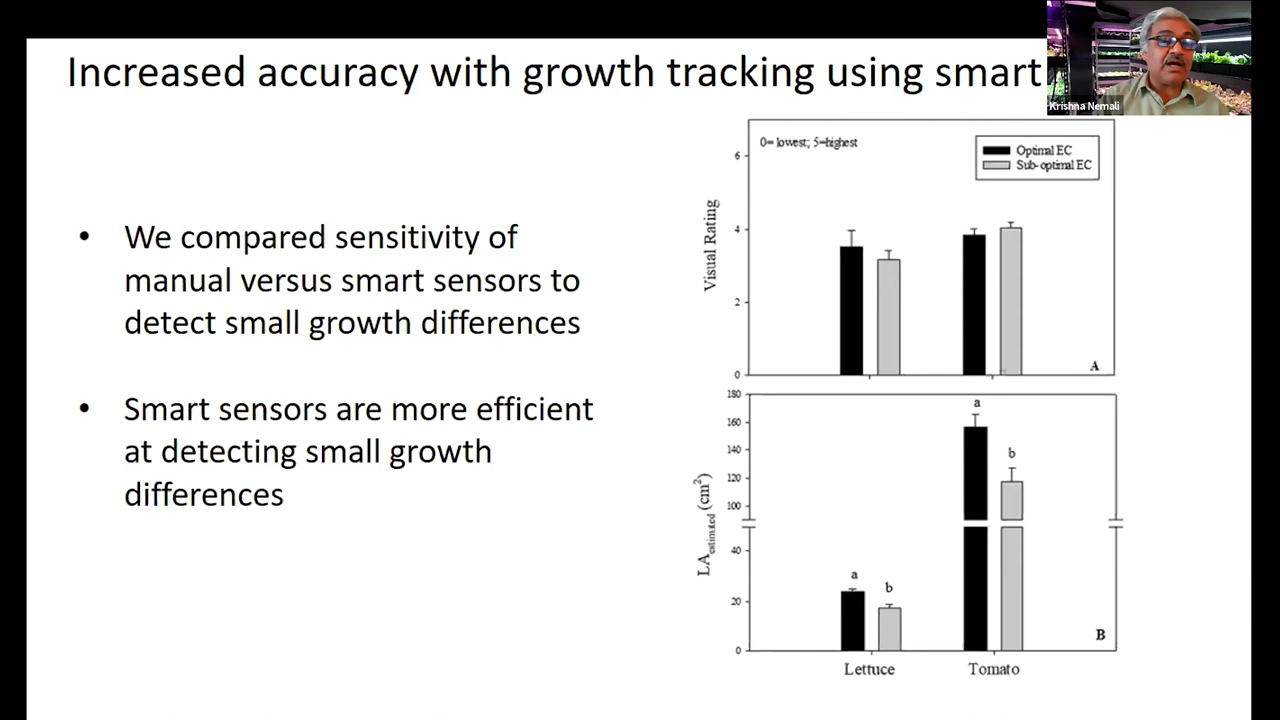 Increased accuracy with growth tracking using smart
Krishna Nemali
• We compared sensitivity of
manual versus smart sensors to
detect small growth differences
• Smart sensors are more efficient
at detecting small growth
differences
0= lowest; 5=highest
Optimal EC
Sub-optimal EC
Visual Rating
6
4
2
0
A
LAestimated (cm²)
180
160
140
120
100
40
20
0
a
b
a
b
B
Lettuce
Tomato